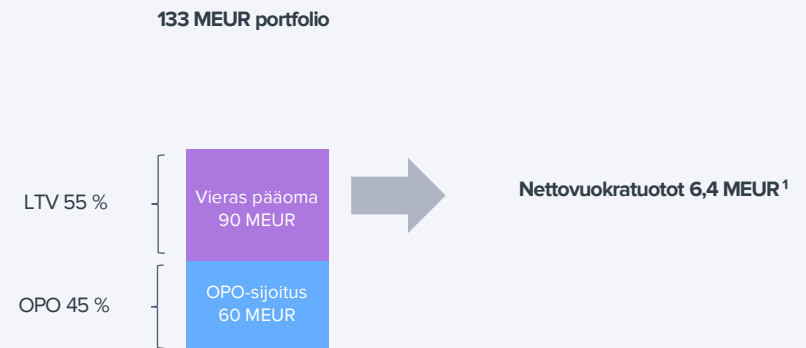 133 MEUR portfolio
LTV 55 %
Vieras pääoma
90 MEUR
Nettovuokratuotot 6,4 MEUR ¹
OPO 45 %
OPO-sijoitus
60 MEUR